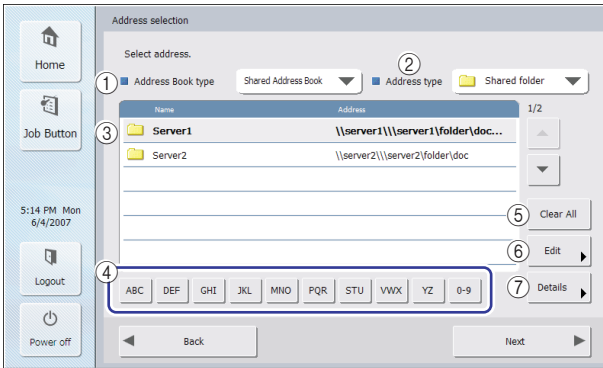 Address selection
Home
Select address.
① Address Book type Shared Address Book ② Address type Shared folder
Job Button
Name Address 1/2
③ Server1 \\server1\\\server1\folder\doc...
Server2 \\server2\\\server2\folder\doc
5:14 PM Mon
6/4/2007
⑤ Clear All
⑥ Edit
Logout
④ ABC DEF GHI JKL MNO PQR STU VWX YZ 0-9
⑦ Details
Power off
Back Next